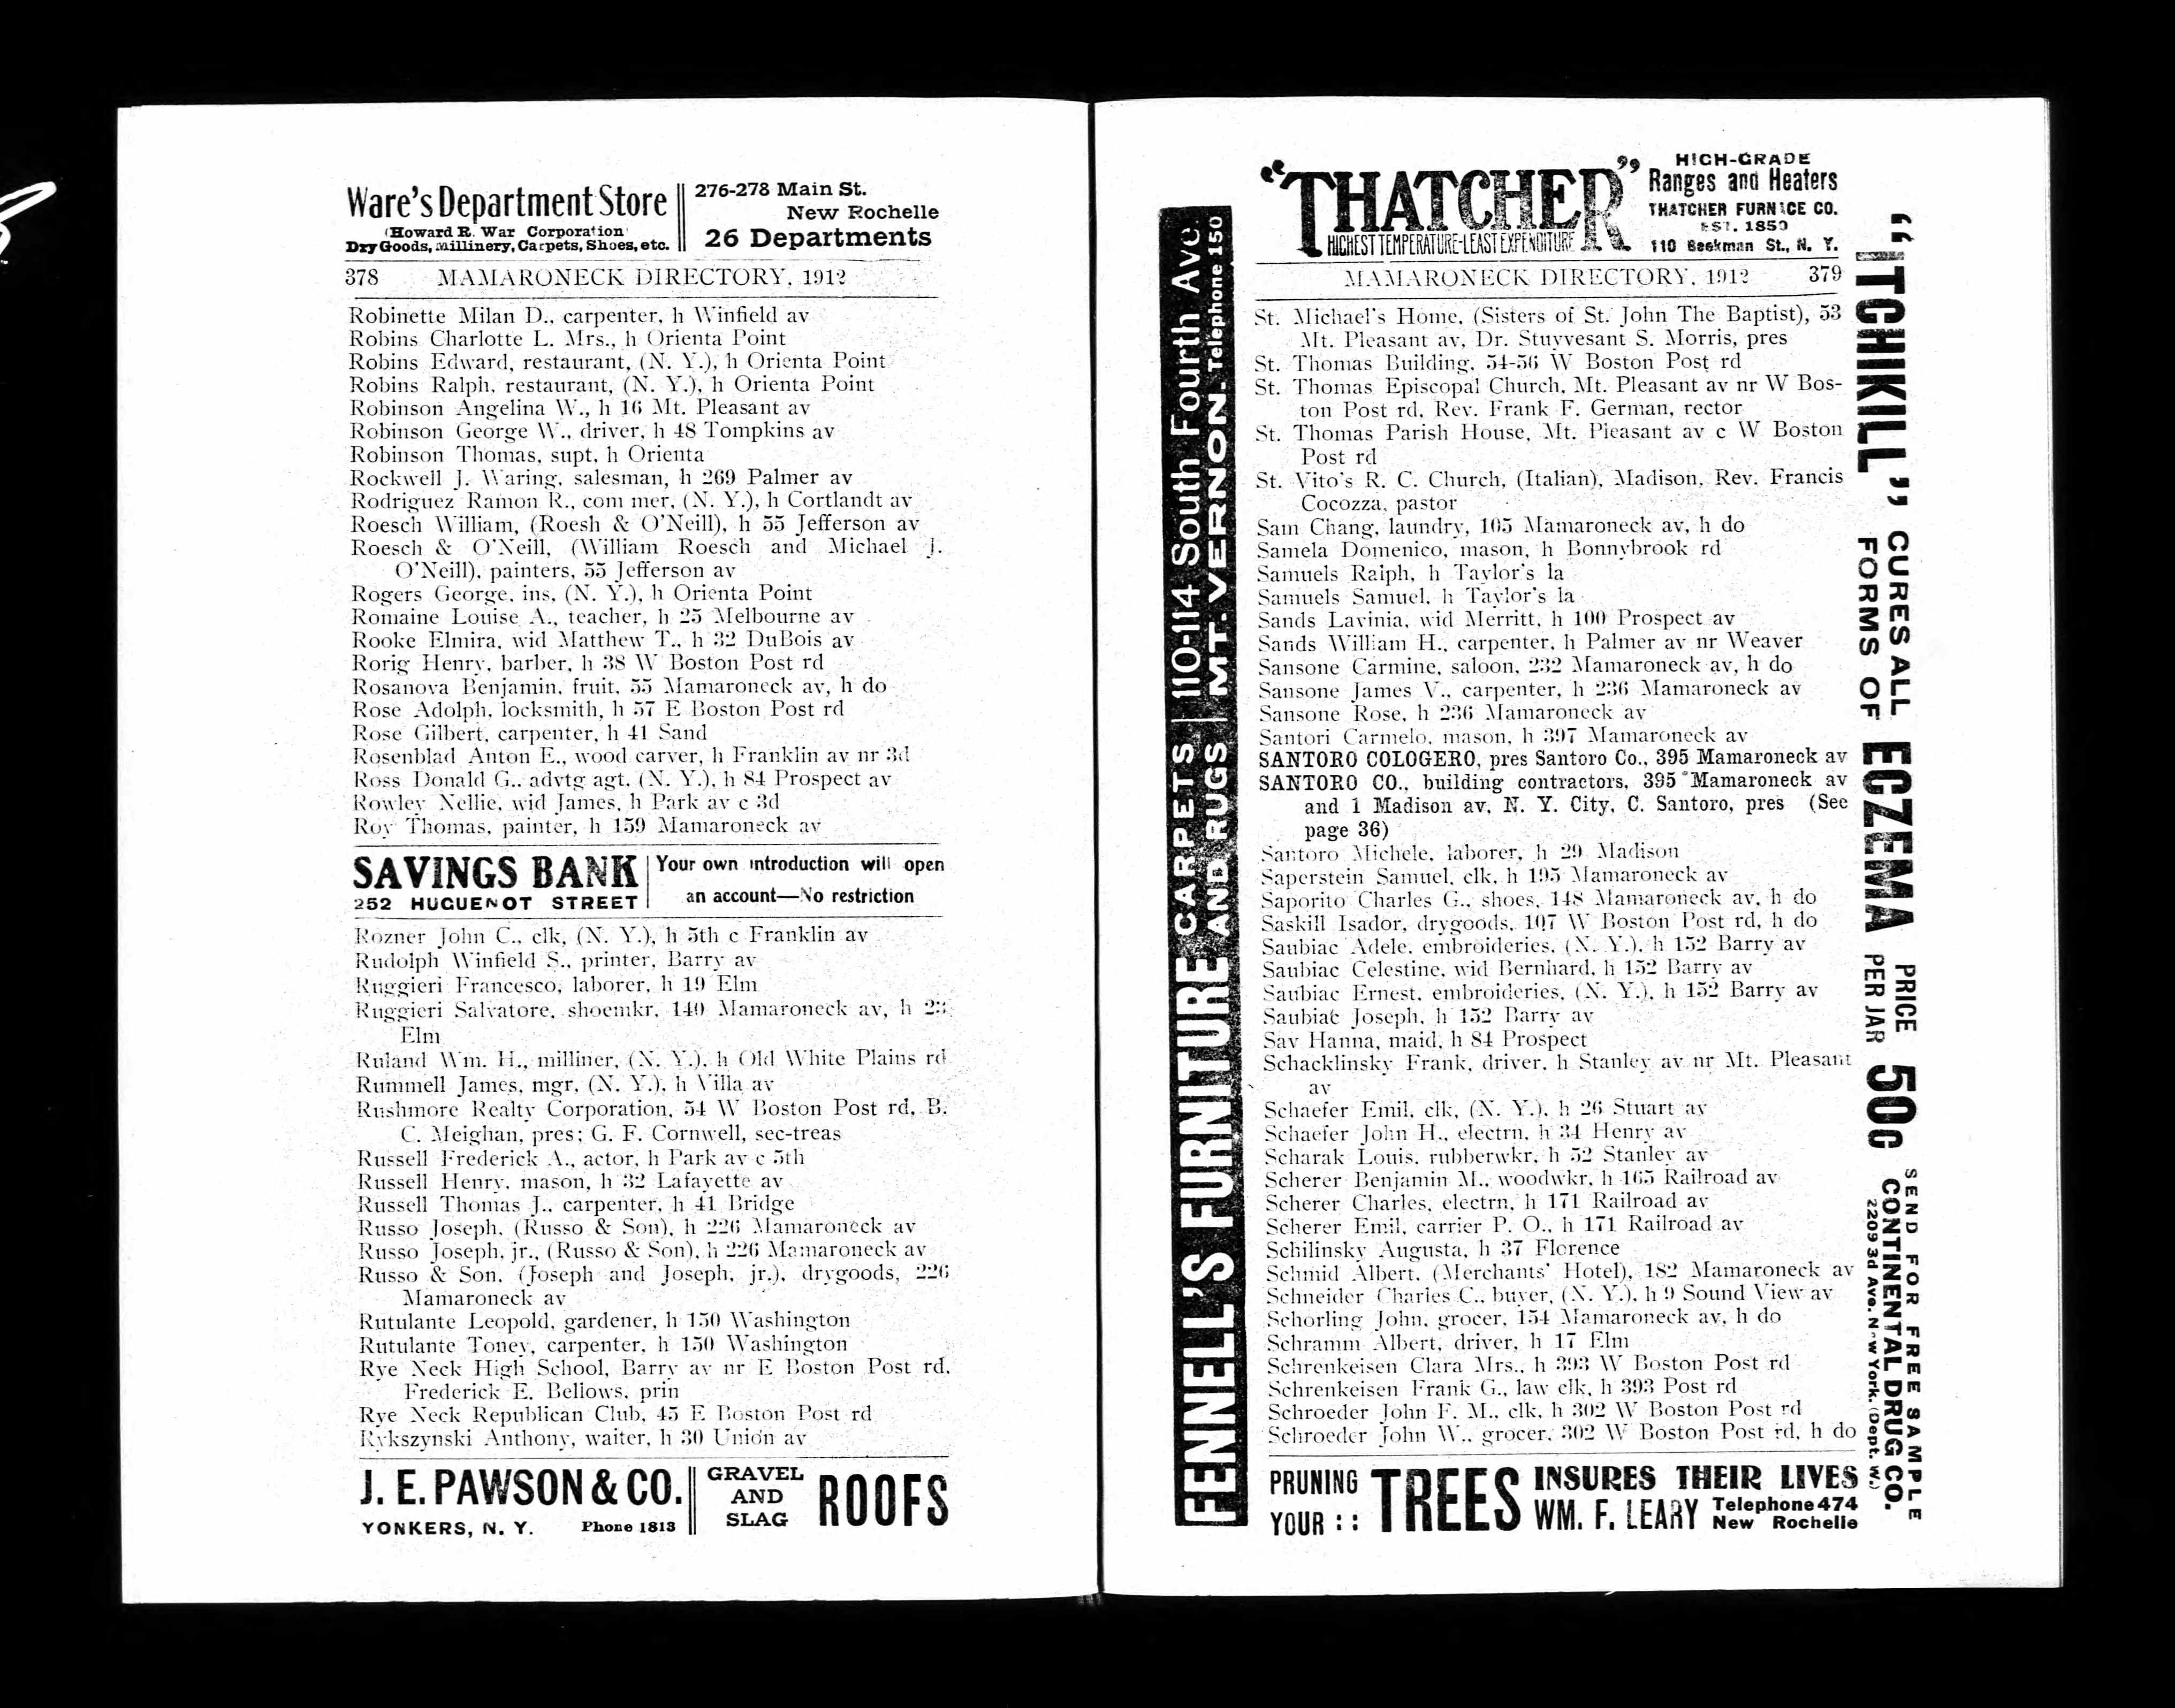 Ware's Department Store
(Howard R. War Corporation)
Dry Goods, Millinery, Carpets, Shoes, etc.
276-278 Main St.
New Rochelle
26 Departments
378 MAMARONECK DIRECTORY, 1912
Robinette Milan D., carpenter, h Winfield av
Robins Charlotte L. Mrs., h Orienta Point
Robins Edward, restaurant, (N. Y.), h Orienta Point
Robins Ralph, restaurant, (N. Y.), h Orienta Point
Robinson Angelina W., h 16 Mt. Pleasant av
Robinson George W., driver, h 48 Tompkins av
Robinson Thomas, supt, h Orienta
Rockwell J. Waring, salesman, h 269 Palmer av
Rodriguez Ramon R., com mer, (N. Y.), h Cortlandt av
Roesch William, (Roesh & O'Neill), h 55 Jefferson av
Roesch & O'Neill, (William Roesch and Michael J.
O'Neill), painters, 55 Jefferson av
Rogers George, ins, (N. Y.), h Orienta Point
Romaine Louise A., teacher, h 25 Melbourne av
Rooke Elmira, wid Matthew T., h 32 DuBois av
Rorig Henry, barber, h 38 W Boston Post rd
Rosanova Benjamin, fruit, 55 Mamaroneck av, h do
Rose Adolph, locksmith, h 57 E Boston Post rd
Rose Gilbert, carpenter, h 41 Sand
Rosenblad Anton E., wood carver, h Franklin av nr 3d
Ross Donald G., advtg agt, (N. Y.), h 84 Prospect av
Rowley Nellie, wid James, h Park av c 3d
Roy Thomas, painter, h 159 Mamaroneck av
SAVINGS BANK
252 HUGUENOT STREET
Your own introduction will open
an account—No restriction
Rozner John C., clk, (N. Y.), h 5th c Franklin av
Rudolph Winfield S., printer, Barry av
Ruggieri Francesco, laborer, h 19 Elm
Ruggieri Salvatore, shoemkr, 140 Mamaroneck av, h 23
Elm
Ruland Wm. H., milliner, (N. Y.), h Old White Plains rd
Rummell James, mgr, (N. Y.), h Villa av
Rushmore Realty Corporation, 54 W Boston Post rd, B.
C. Meighan, pres; G. F. Cornwell, sec-treas
Russell Frederick A., actor, h Park av c 5th
Russell Henry, mason, h 32 Lafayette av
Russell Thomas J., carpenter, h 41 Bridge
Russo Joseph, (Russo & Son), h 226 Mamaroneck av
Russo Joseph, jr., (Russo & Son), h 226 Mamaroneck av
Russo & Son, (Joseph and Joseph, jr.), drygoods, 226
Mamaroneck av
Rutulante Leopold, gardener, h 150 Washington
Rutulante Toney, carpenter, h 150 Washington
Rye Neck High School, Barry av nr E Boston Post rd,
Frederick E. Bellows, prin
Rye Neck Republican Club, 45 E Boston Post rd
Rykszynski Anthony, waiter, h 30 Union av
J. E. PAWSON & CO.
YONKERS, N. Y. Phone 1813
GRAVEL
AND
SLAG
ROOFS
FENNELL'S FURNITURE CARPETS AND RUGS
110-114 South Fourth Ave.
MT. VERNON. Telephone 150
"THATCHER"
HIGHEST TEMPERATURE-LEAST EXPENDITURE
HIGH-GRADE
Ranges and Heaters
THATCHER FURNACE CO.
EST. 1850
110 Beekman St., N. Y.
MAMARONECK DIRECTORY, 1912 379
St. Michael's Home, (Sisters of St. John The Baptist), 53
Mt. Pleasant av, Dr. Stuyvesant S. Morris, pres
St. Thomas Building, 54-56 W Boston Post rd
St. Thomas Episcopal Church, Mt. Pleasant av nr W Bos-
ton Post rd, Rev. Frank F. German, rector
St. Thomas Parish House, Mt. Pleasant av c W Boston
Post rd
St. Vito's R. C. Church, (Italian), Madison, Rev. Francis
Cocozza, pastor
Sam Chang, laundry, 105 Mamaroneck av, h do
Samela Domenico, mason, h Bonnybrook rd
Samuels Ralph, h Taylor's la
Samuels Samuel, h Taylor's la
Sands Lavinia, wid Merritt, h 100 Prospect av
Sands William H., carpenter, h Palmer av nr Weaver
Sansone Carmine, saloon, 232 Mamaroneck av, h do
Sansone James V., carpenter, h 236 Mamaroneck av
Sansone Rose, h 236 Mamaroneck av
Santori Carmelo, mason, h 397 Mamaroneck av
SANTORO COLOGERO, pres Santoro Co., 395 Mamaroneck av
SANTORO CO., building contractors, 395 Mamaroneck av
and 1 Madison av, N. Y. City, C. Santoro, pres (See
page 36)
Santoro Michele, laborer, h 29 Madison
Saperstein Samuel, clk, h 195 Mamaroneck av
Saporito Charles G., shoes, 148 Mamaroneck av, h do
Saskill Isador, drygoods, 107 W Boston Post rd, h do
Saubiac Adele, embroideries, (N. Y.), h 152 Barry av
Saubiac Celestine, wid Bernhard, h 152 Barry av
Saubiac Ernest, embroideries, (N. Y.), h 152 Barry av
Saubiac Joseph, h 152 Barry av
Sav Hanna, maid, h 84 Prospect
Schacklinsky Frank, driver, h Stanley av nr Mt. Pleasant
av
Schaefer Emil, clk, (N. Y.), h 26 Stuart av
Schaefer John H., electrn, h 34 Henry av
Scharak Louis, rubberwkr, h 52 Stanley av
Scherer Benjamin M., woodwkr, h 165 Railroad av
Scherer Charles, electrn, h 171 Railroad av
Scherer Emil, carrier P. O., h 171 Railroad av
Schilinsky Augusta, h 37 Florence
Schmid Albert, (Merchants' Hotel), 182 Mamaroneck av
Schneider Charles C., buyer, (N. Y.), h 9 Sound View av
Schorling John, grocer, 154 Mamaroneck av, h do
Schramm Albert, driver, h 17 Elm
Schrenkeisen Clara Mrs., h 393 W Boston Post rd
Schrenkeisen Frank G., law clk, h 393 Post rd
Schroeder John F. M., clk, h 302 W Boston Post rd
Schroeder John W., grocer, 302 W Boston Post rd, h do
PRUNING
YOUR ::
TREES
INSURES THEIR LIVES
WM. F. LEARY
Telephone 474
New Rochelle
"ITCHIKILL"
CURES ALL
FORMS OF
ECZEMA
PRICE
PER JAR
50c
SEND FOR FREE SAMPLE
CONTINENTAL DRUG CO.
2209 3d Ave. New York. (Dept. W.)